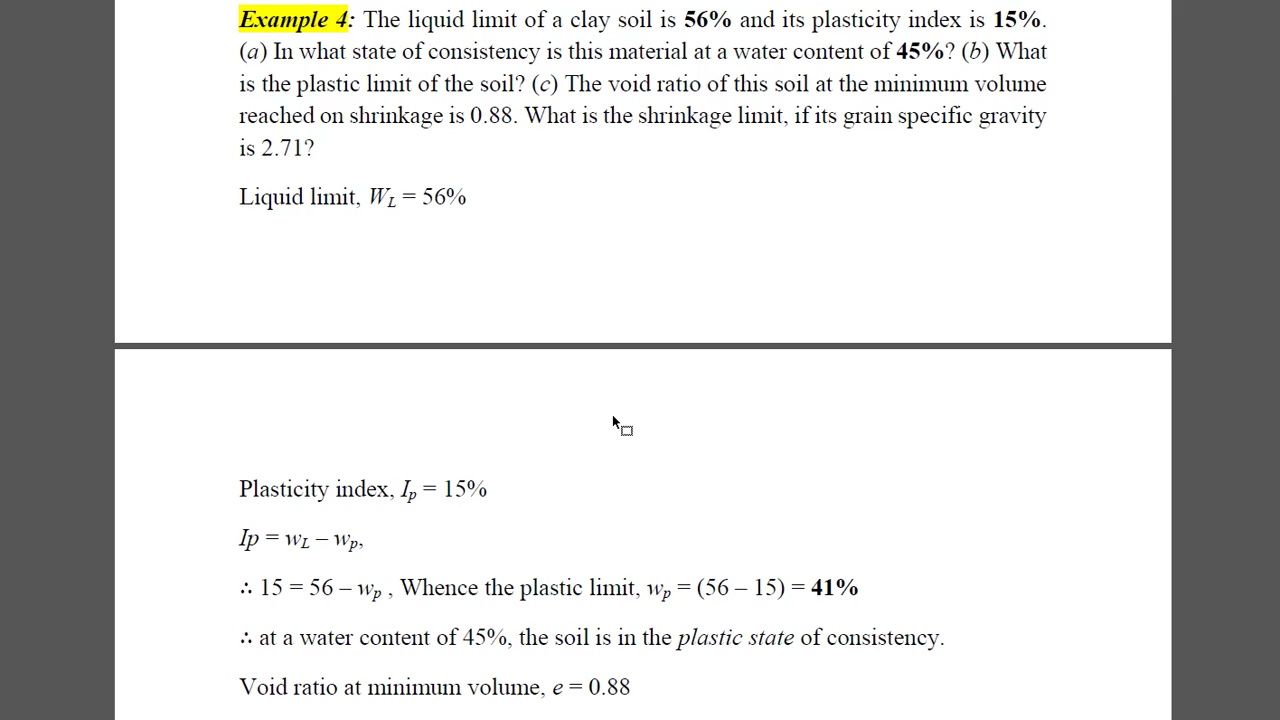 Example 4: The liquid limit of a clay soil is 56% and its plasticity index is 15%.
(a) In what state of consistency is this material at a water content of 45%? (b) What
is the plastic limit of the soil? (c) The void ratio of this soil at the minimum volume
reached on shrinkage is 0.88. What is the shrinkage limit, if its grain specific gravity
is 2.71?
Liquid limit, WL = 56%
Plasticity index, Ip = 15%
Ip = wL – wp,
∴ 15 = 56 – wp , Whence the plastic limit, wp = (56 – 15) = 41%
∴ at a water content of 45%, the soil is in the plastic state of consistency.
Void ratio at minimum volume, e = 0.88